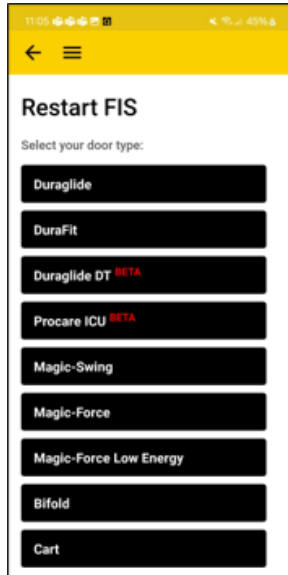 11:05
45%
Restart FIS
Select your door type:
Duraglide
DuraFit
Duraglide DT BETA
Procare ICU BETA
Magic-Swing
Magic-Force
Magic-Force Low Energy
Bifold
Cart